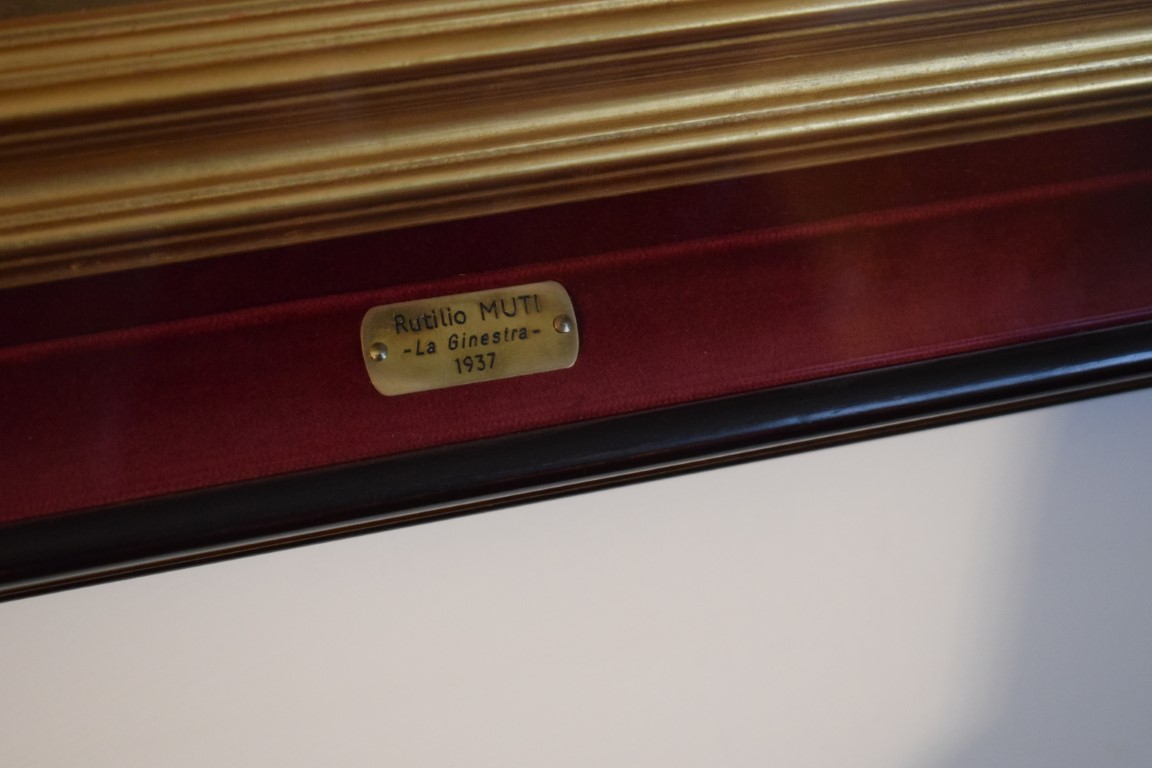 Rutilio MUTI
-La Ginestra-
1937